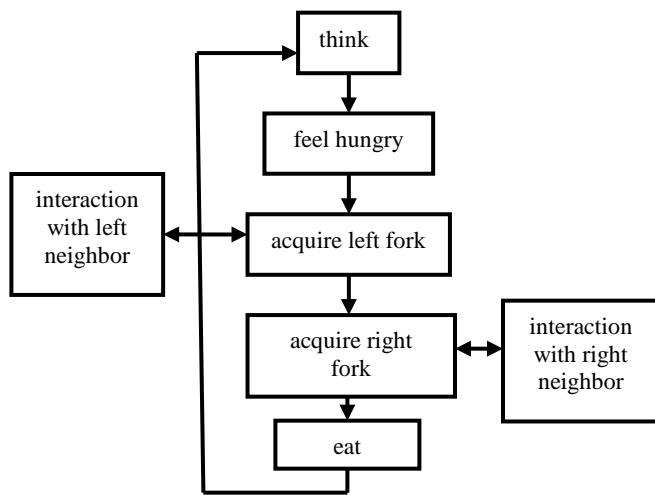 think
feel hungry
interaction
with left
neighbor
acquire left fork
acquire right
fork
interaction
with right
neighbor
eat